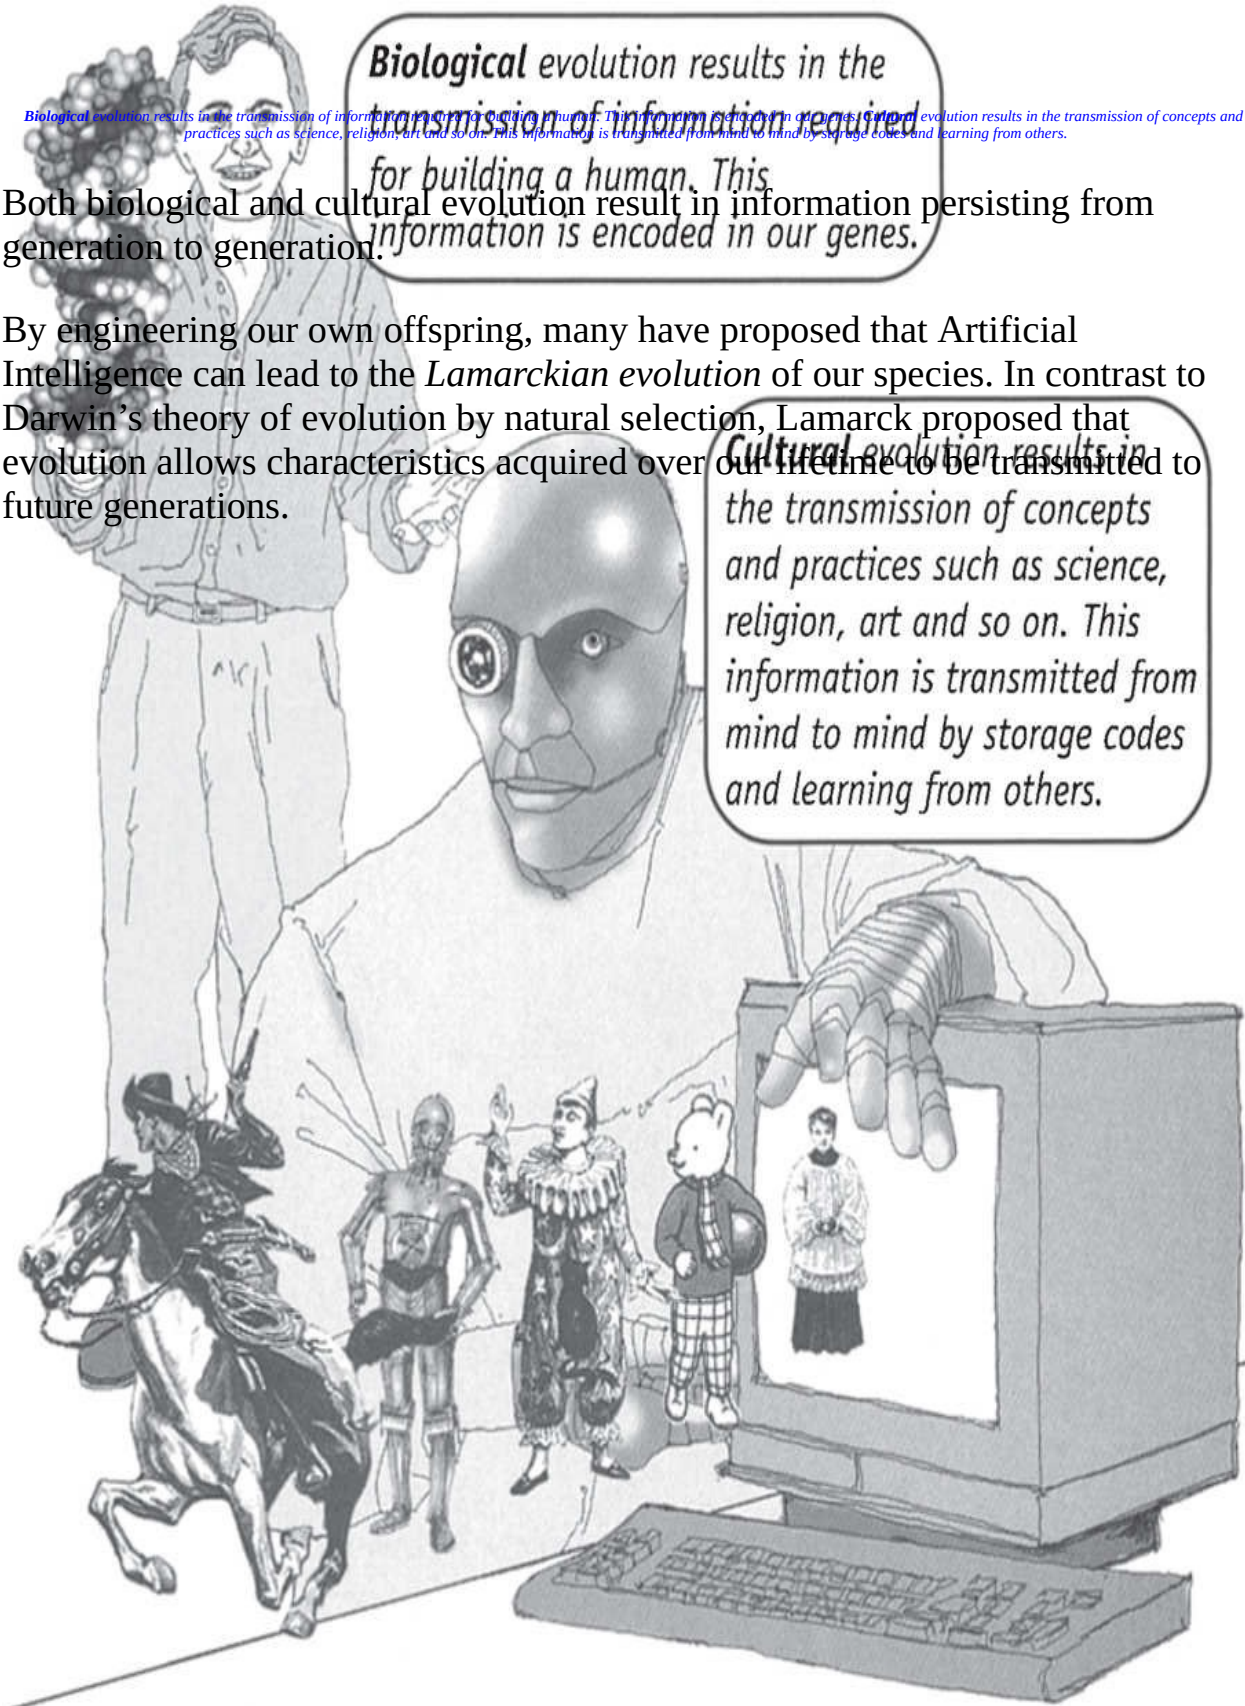 Biological evolution results in the
transmission of information required
for building a human. This
information is encoded in our genes.
Biological evolution results in the transmission of information required for building a human. This information is encoded in our genes. Cultural evolution results in the transmission of concepts and
practices such as science, religion, art and so on. This information is transmitted from mind to mind by storage codes and learning from others.
Both biological and cultural evolution result in information persisting from
generation to generation.
By engineering our own offspring, many have proposed that Artificial
Intelligence can lead to the Lamarckian evolution of our species. In contrast to
Darwin’s theory of evolution by natural selection, Lamarck proposed that
evolution allows characteristics acquired over our lifetime to be transmitted to
future generations.
Cultural evolution results in
the transmission of concepts
and practices such as science,
religion, art and so on. This
information is transmitted from
mind to mind by storage codes
and learning from others.